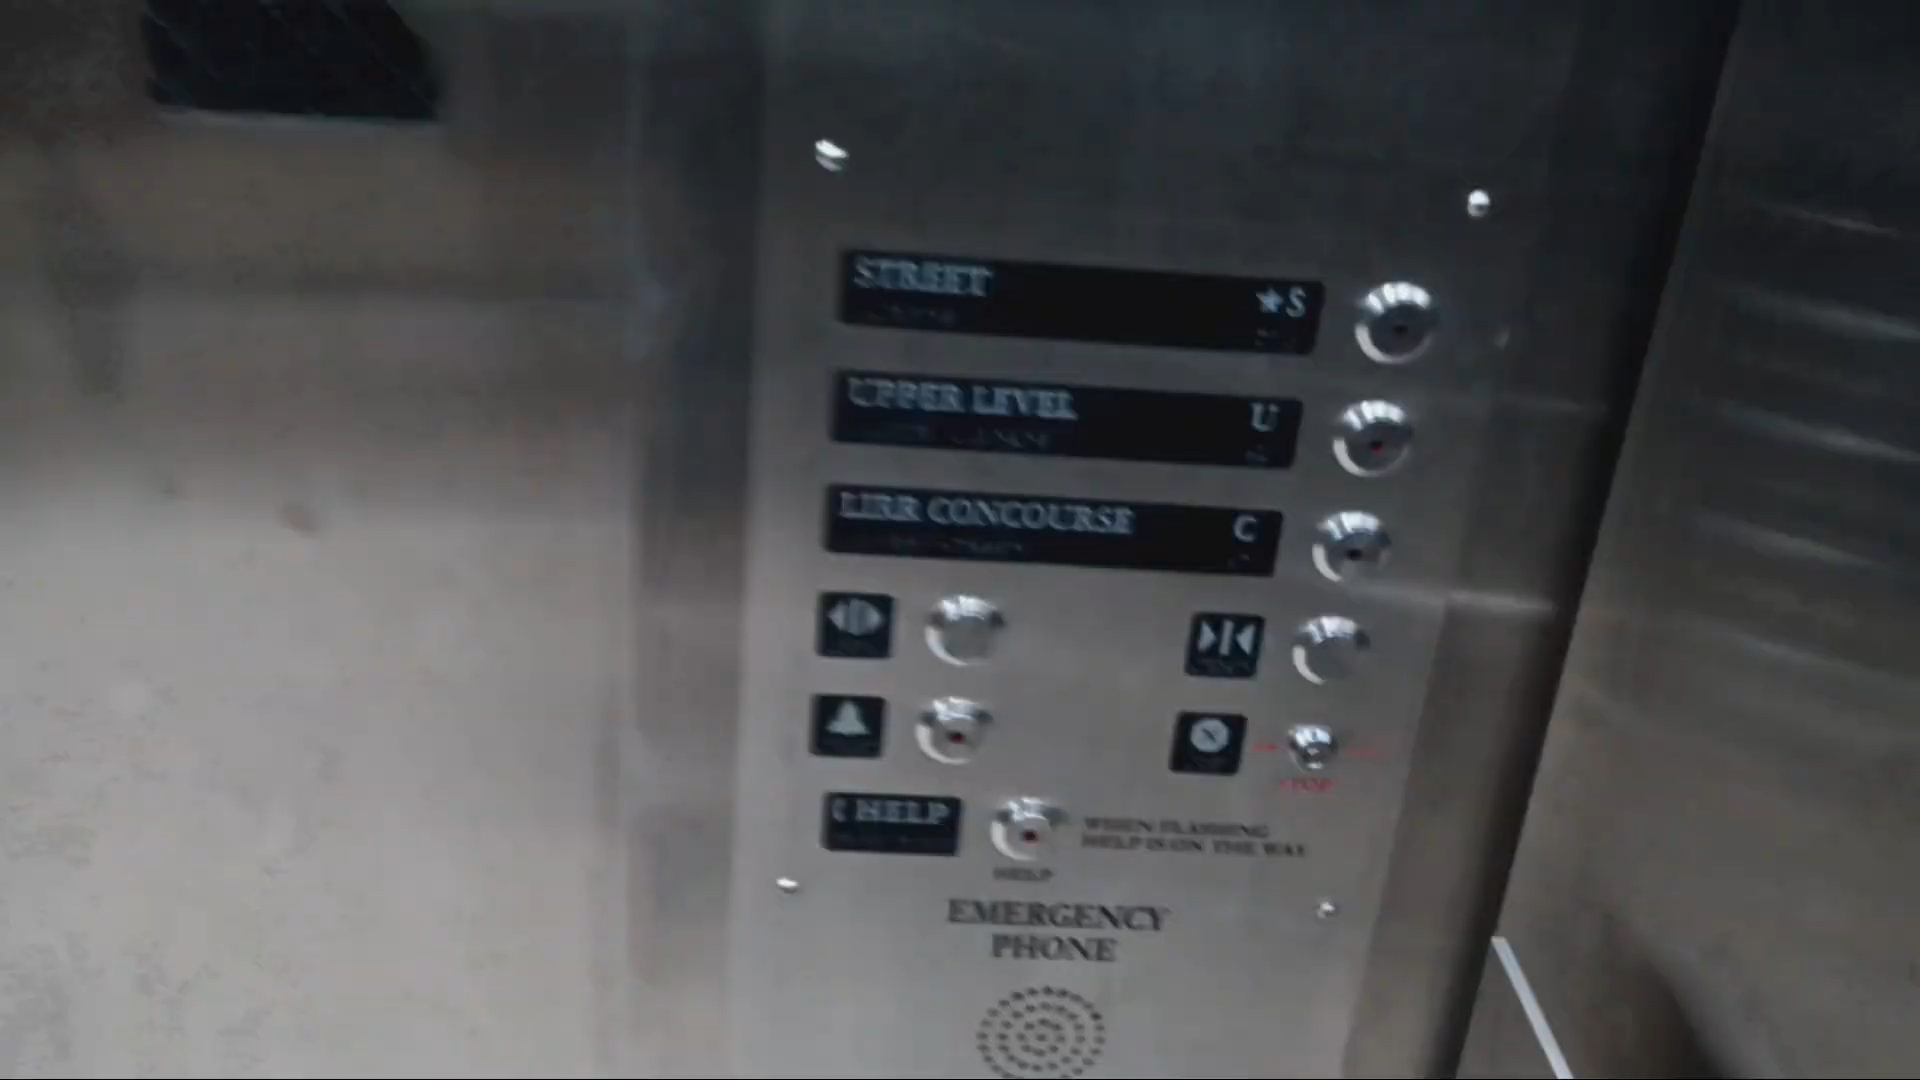 STREET ★S
UPPER LEVEL U
LIRR CONCOURSE C
HELP
WHEN FLASHING
HELP IS ON THE WAY
HELP
STOP
EMERGENCY
PHONE